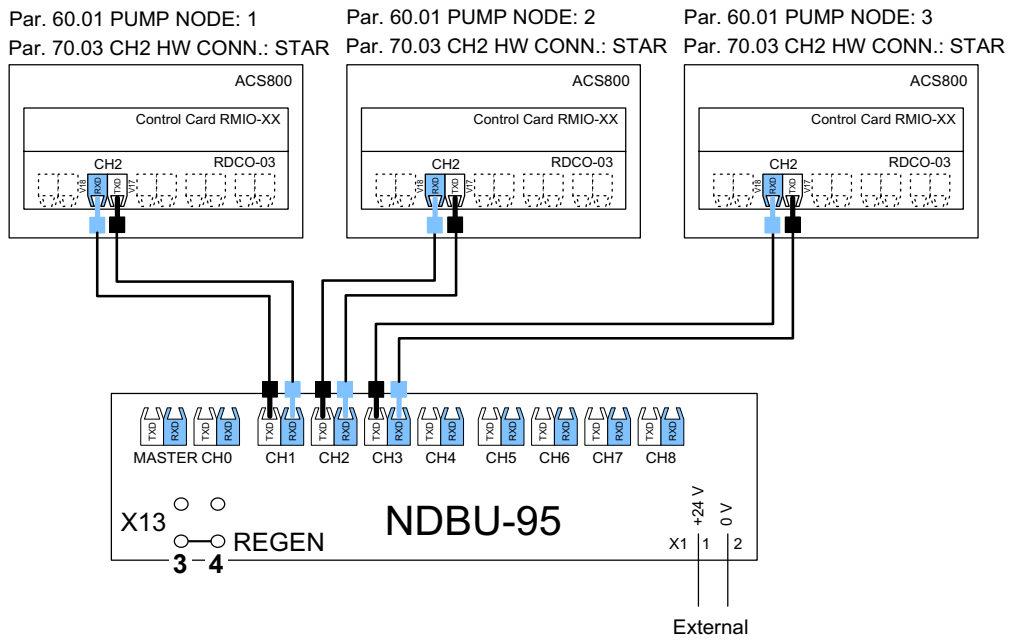 Par. 60.01 PUMP NODE: 1
Par. 70.03 CH2 HW CONN.: STAR
Par. 60.01 PUMP NODE: 2
Par. 70.03 CH2 HW CONN.: STAR
Par. 60.01 PUMP NODE: 3
Par. 70.03 CH2 HW CONN.: STAR
ACS800
Control Card RMIO-XX
CH2
RDCO-03
V18
RXD
TXD
V17
ACS800
Control Card RMIO-XX
CH2
RDCO-03
V18
RXD
TXD
V17
ACS800
Control Card RMIO-XX
CH2
RDCO-03
V18
RXD
TXD
V17
TXD RXD TXD RXD TXD RXD TXD RXD TXD RXD TXD RXD TXD RXD TXD RXD TXD RXD TXD RXD
MASTER CH0 CH1 CH2 CH3 CH4 CH5 CH6 CH7 CH8
X13
REGEN
3 4
NDBU-95
+24 V
0 V
X1 1 2
External